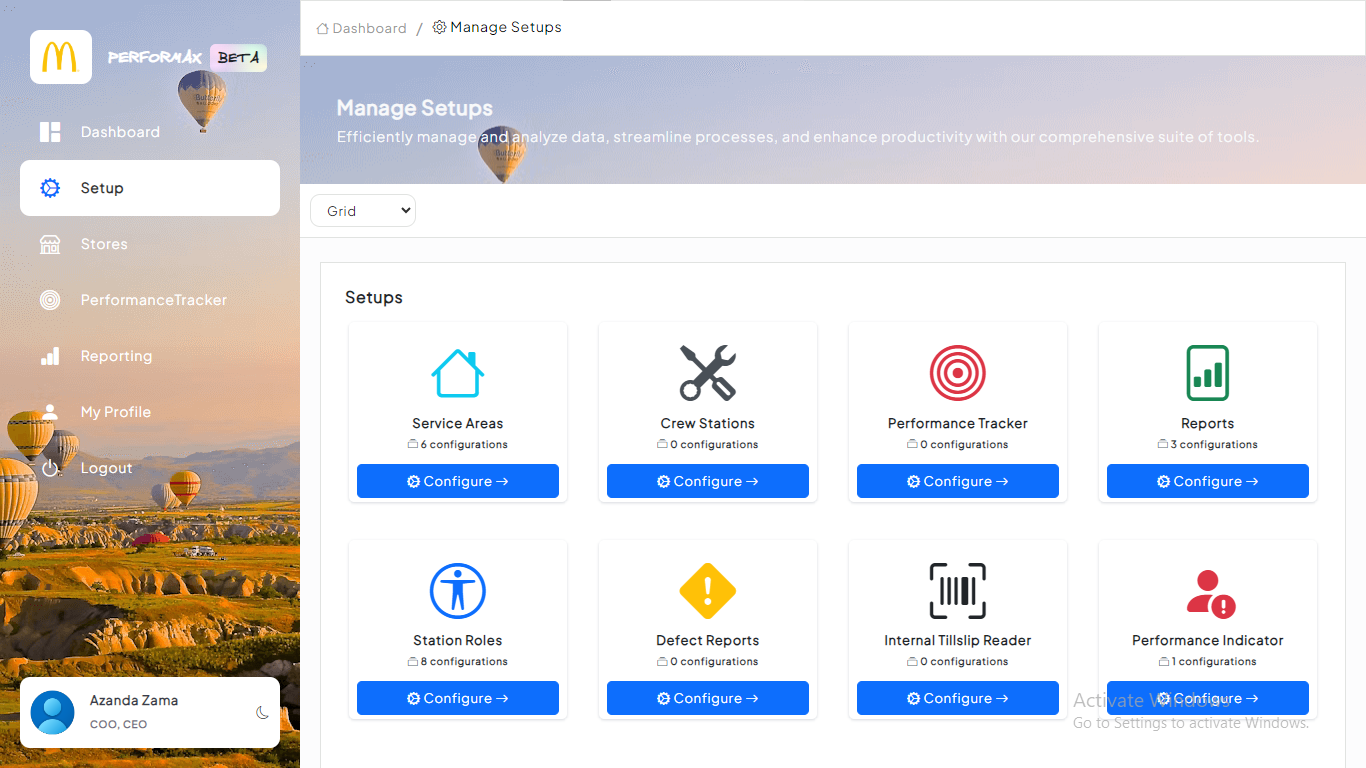 PERFORMAX BETA
Dashboard
Setup
Stores
PerformanceTracker
Reporting
My Profile
Logout
Azanda Zama
COO, CEO
Dashboard / Manage Setups
Manage Setups
Efficiently manage and analyze data, streamline processes, and enhance productivity with our comprehensive suite of tools.
Grid
Setups
Service Areas
6 configurations
Configure →
Crew Stations
0 configurations
Configure →
Performance Tracker
0 configurations
Configure →
Reports
3 configurations
Configure →
Station Roles
8 configurations
Configure →
Defect Reports
0 configurations
Configure →
Internal Tillslip Reader
0 configurations
Configure →
Performance Indicator
1 configurations
Configure →
Activate Windows
Go to Settings to activate Windows.